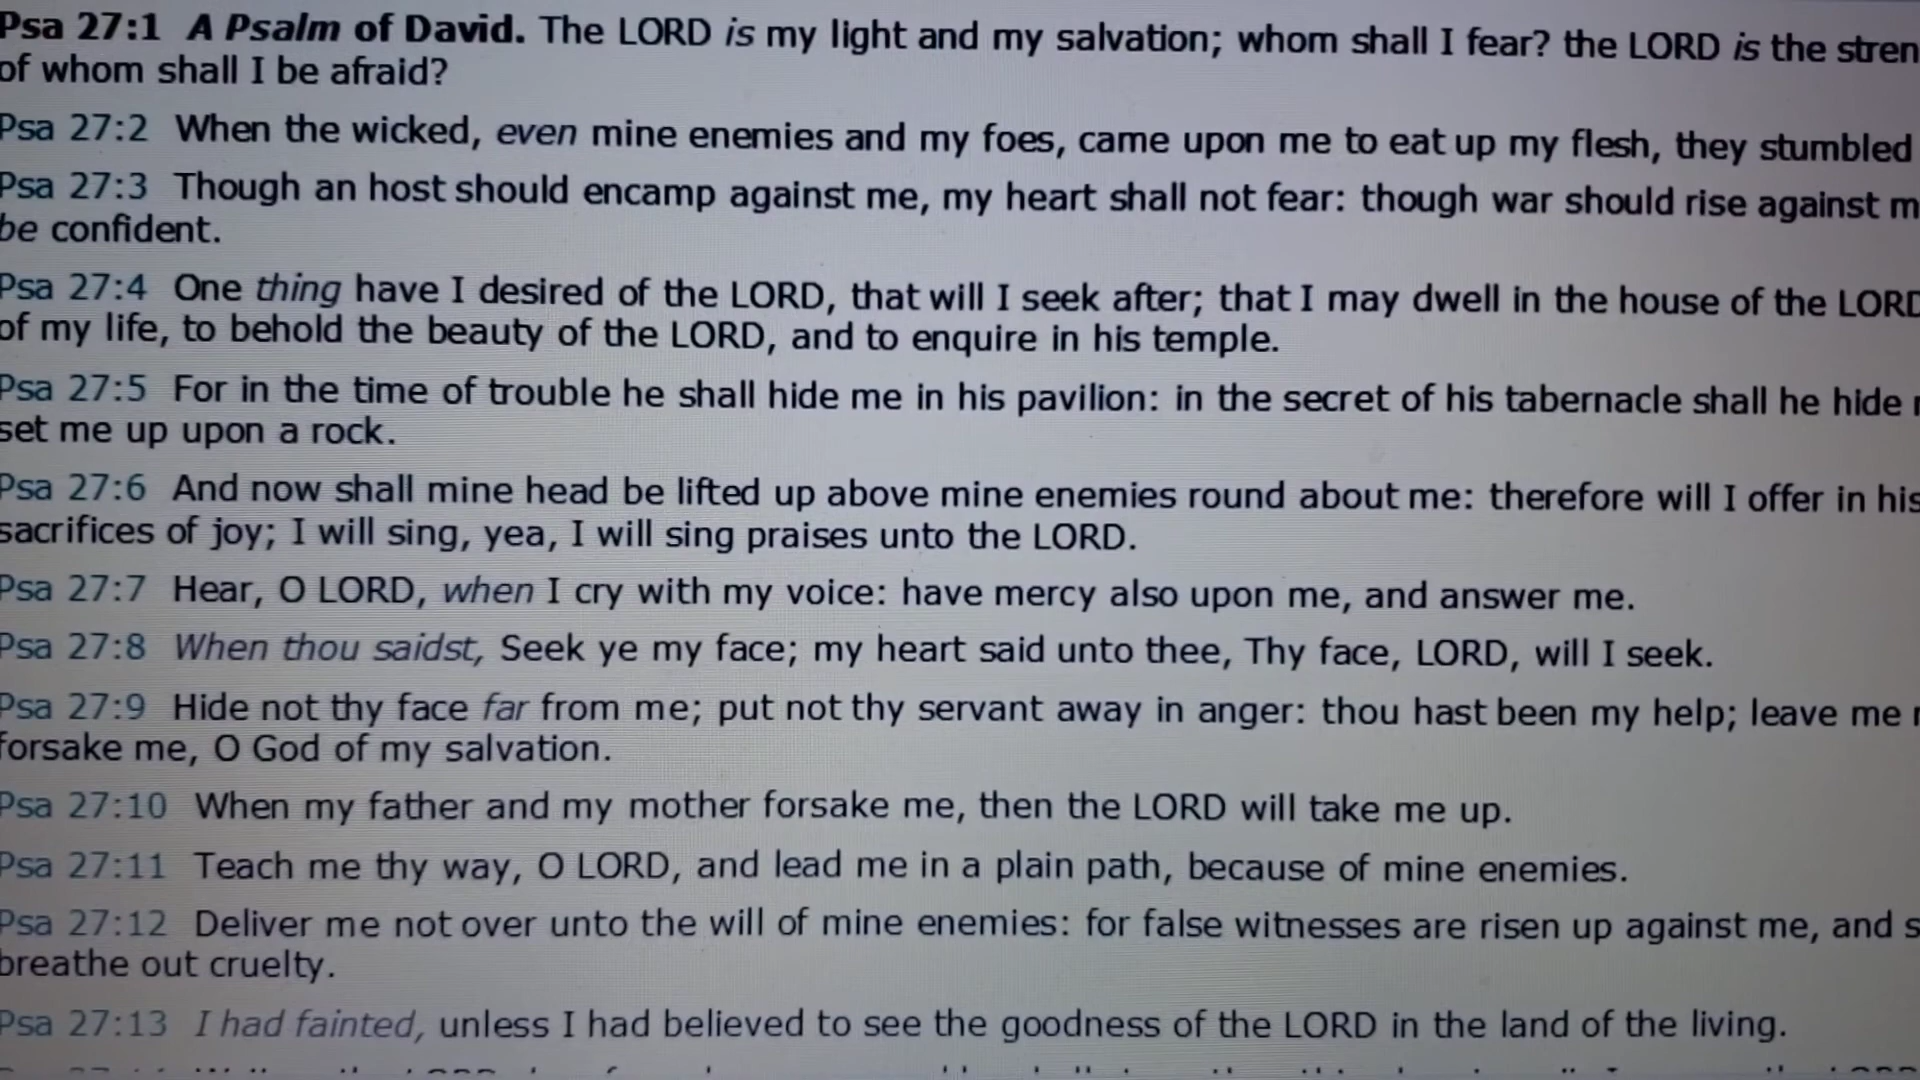 Psa 27:1 A Psalm of David. The LORD is my light and my salvation; whom shall I fear? the LORD is the stren
of whom shall I be afraid?
Psa 27:2 When the wicked, even mine enemies and my foes, came upon me to eat up my flesh, they stumbled
Psa 27:3 Though an host should encamp against me, my heart shall not fear: though war should rise against m
be confident.
Psa 27:4 One thing have I desired of the LORD, that will I seek after; that I may dwell in the house of the LORD
of my life, to behold the beauty of the LORD, and to enquire in his temple.
Psa 27:5 For in the time of trouble he shall hide me in his pavilion: in the secret of his tabernacle shall he hide
set me up upon a rock.
Psa 27:6 And now shall mine head be lifted up above mine enemies round about me: therefore will I offer in his
sacrifices of joy; I will sing, yea, I will sing praises unto the LORD.
Psa 27:7 Hear, O LORD, when I cry with my voice: have mercy also upon me, and answer me.
Psa 27:8 When thou saidst, Seek ye my face; my heart said unto thee, Thy face, LORD, will I seek.
Psa 27:9 Hide not thy face far from me; put not thy servant away in anger: thou hast been my help; leave me
forsake me, O God of my salvation.
Psa 27:10 When my father and my mother forsake me, then the LORD will take me up.
Psa 27:11 Teach me thy way, O LORD, and lead me in a plain path, because of mine enemies.
Psa 27:12 Deliver me not over unto the will of mine enemies: for false witnesses are risen up against me, and s
breathe out cruelty.
Psa 27:13 I had fainted, unless I had believed to see the goodness of the LORD in the land of the living.